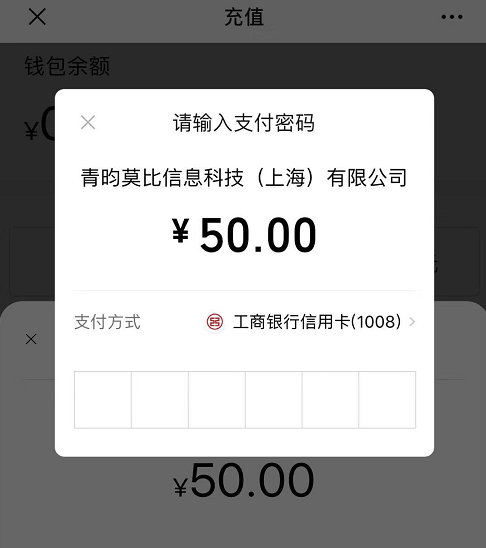 充值
钱包余额
¥0
请输入支付密码
青昀莫比信息科技（上海）有限公司
¥50.00
支付方式 工商银行信用卡(1008)
¥50.00